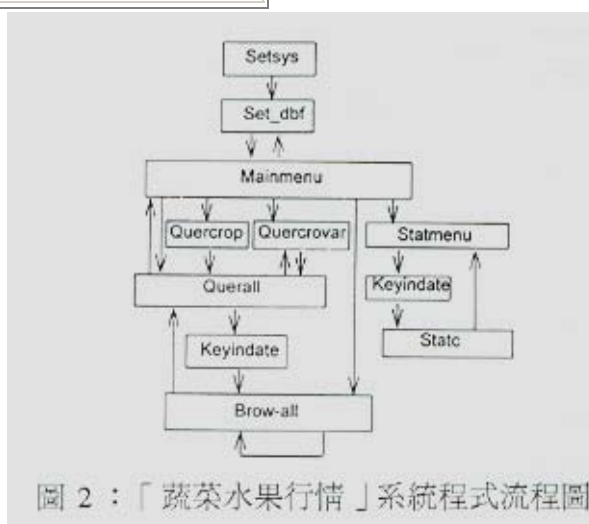 Setsys
Set_dbf
Mainmenu
Quercrop
Quercrovar
Statmenu
Querall
Keyindate
Keyindate
Statc
Brow-all
圖 2 ：「 蔬菜水果行情 」系統程式流程圖